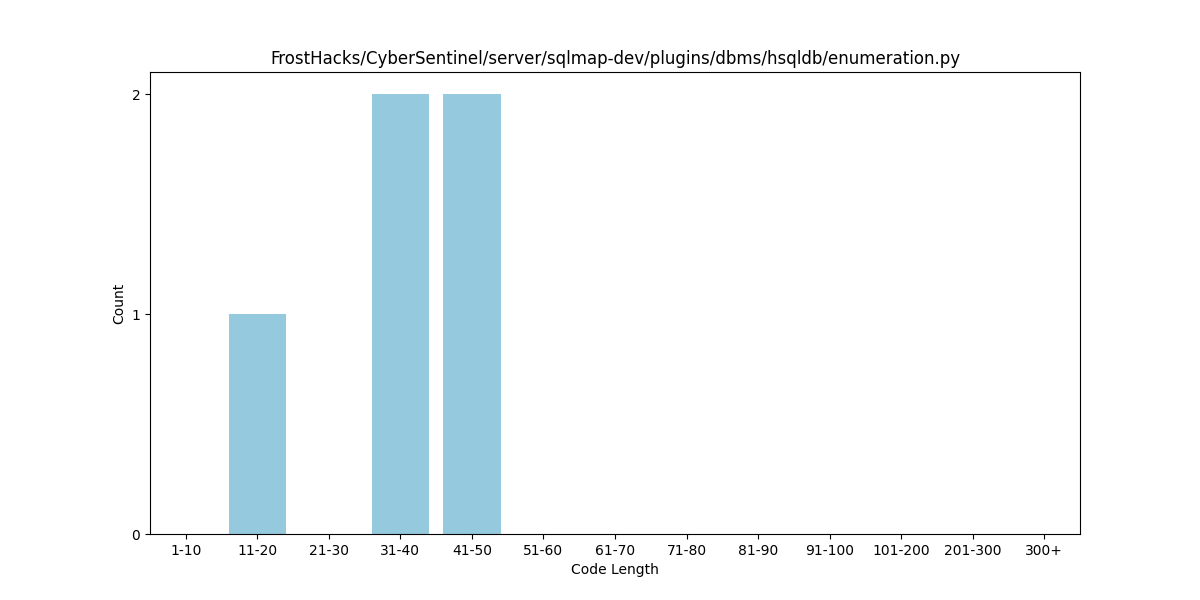 FrostHacks/CyberSentinel/server/sqlmap-dev/plugins/dbms/hsqldb/enumeration.py
2
1
0
Count
1-10 11-20 21-30 31-40 41-50 51-60 61-70 71-80 81-90 91-100 101-200 201-300 300+
Code Length